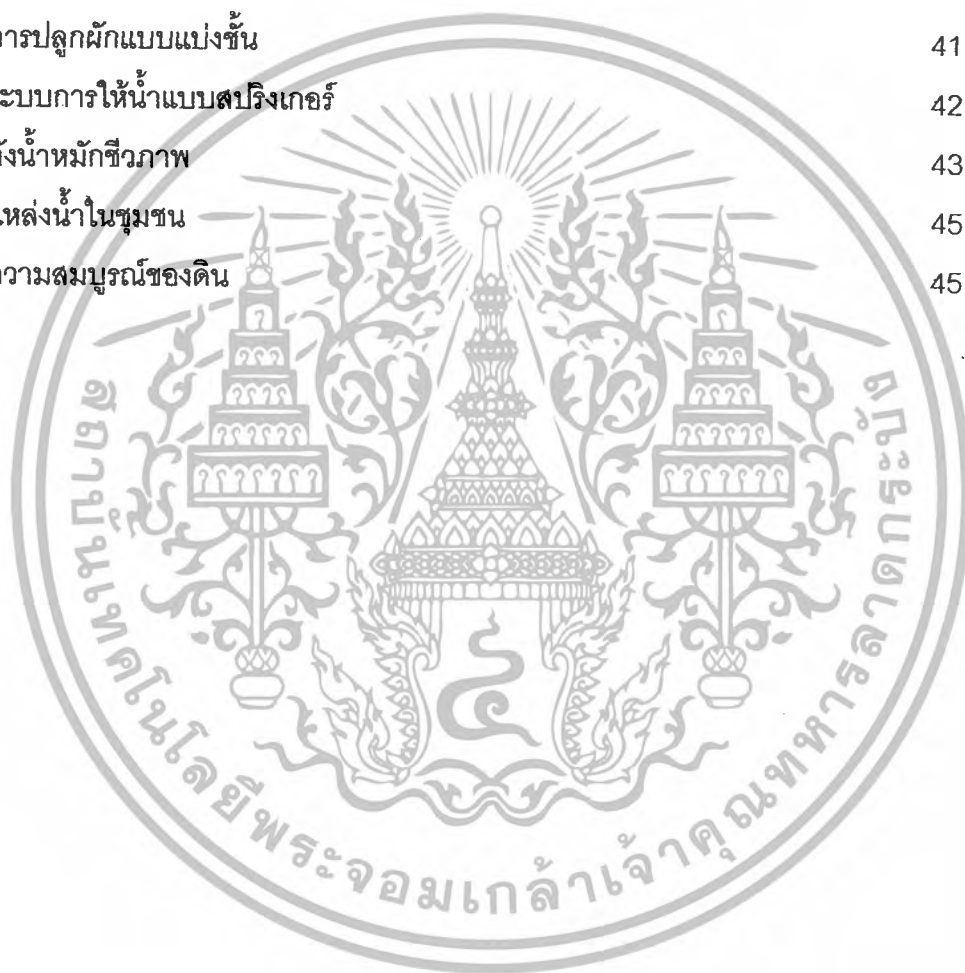 การปลูกผักแบบแบ่งชั้น 41
ระบบการให้น้ำแบบสปริงเกอร์ 42
ถังน้ำหมักชีวภาพ 43
แหล่งน้ำในชุมชน 45
ความสมบูรณ์ของดิน 45
สถาบันเทคโนโลยีพระจอมเกล้าเจ้าคุณทหารลาดกระบัง